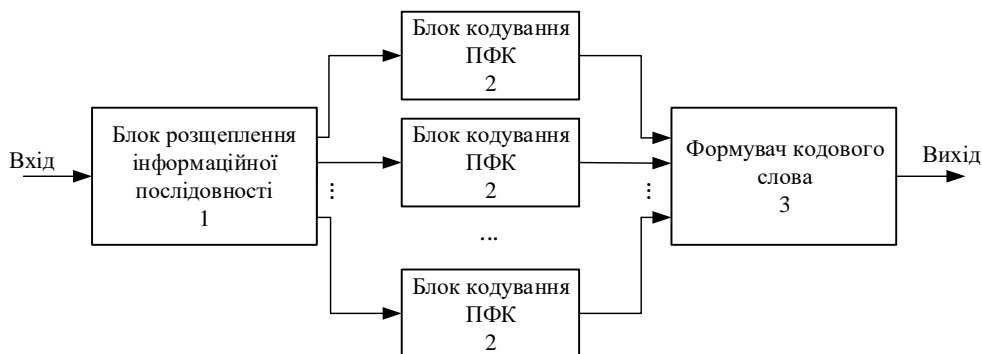 Вхід
Блок розщеплення
інформаційної
послідовності
1
Блок кодування
ПФК
2
Блок кодування
ПФК
2
...
...
...
Блок кодування
ПФК
2
Формувач кодового
слова
3
Вихід